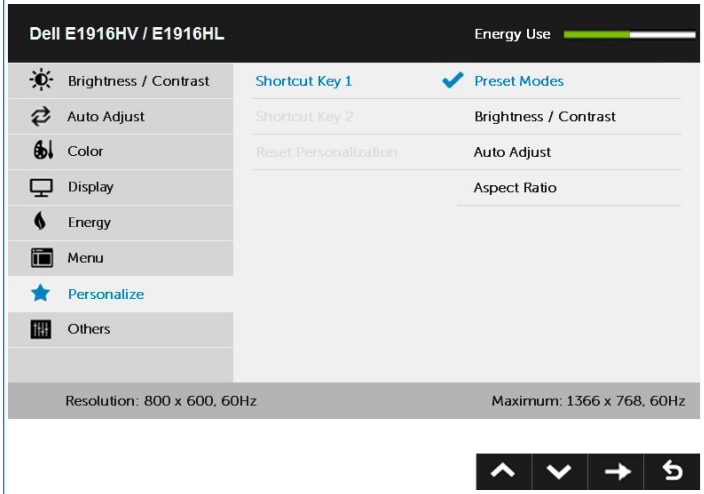 Dell E1916HV / E1916HL Energy Use
Brightness / Contrast Shortcut Key 1 Preset Modes
Auto Adjust Shortcut Key 2 Brightness / Contrast
Color Reset Personalization Auto Adjust
Display Aspect Ratio
Energy
Menu
Personalize
Others
Resolution: 800 x 600, 60Hz Maximum: 1366 x 768, 60Hz